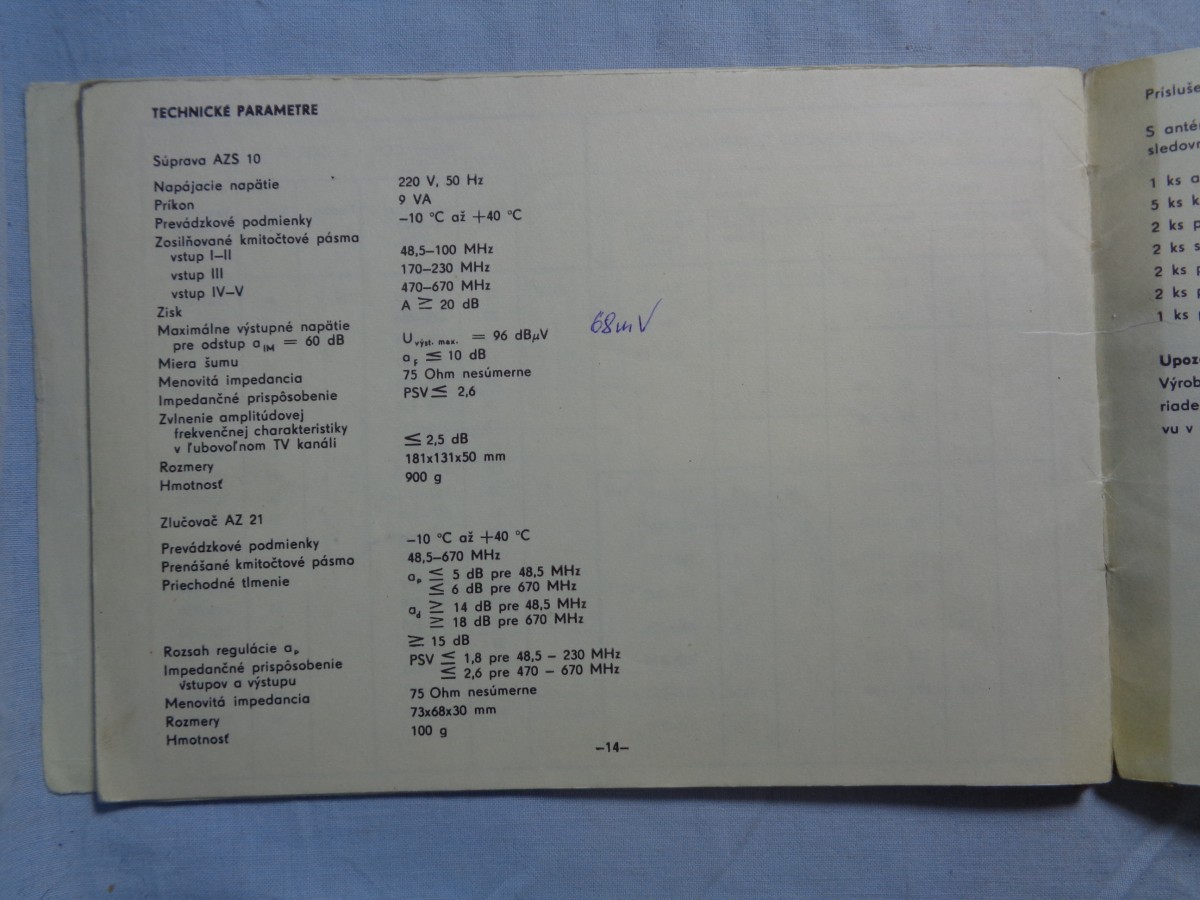 TECHNICKÉ PARAMETRE
Súprava AZS 10
Napájacie napätie 220 V, 50 Hz
Príkon 9 VA
Prevádzkové podmienky –10 °C až +40 °C
Zosilňované kmitočtové pásma
vstup I–II 48,5–100 MHz
vstup III 170–230 MHz
vstup IV–V 470–670 MHz
Zisk A ≥ 20 dB
Maximálne výstupné napätie
pre odstup a IM = 60 dB U výst. max. = 96 dBμV 68mV
Miera šumu a F ≤ 10 dB
Menovitá impedancia 75 Ohm nesúmerne
Impedančné prispôsobenie PSV ≤ 2,6
Zvlnenie amplitúdovej
frekvenčnej charakteristiky
v ľubovoľnom TV kanáli ≤ 2,5 dB
Rozmery 181x131x50 mm
Hmotnosť 900 g
Zlučovač AZ 21
Prevádzkové podmienky –10 °C až +40 °C
Prenášané kmitočtové pásmo 48,5–670 MHz
Priechodné tlmenie a p ≤ 5 dB pre 48,5 MHz
≤ 6 dB pre 670 MHz
a d ≥ 14 dB pre 48,5 MHz
≥ 18 dB pre 670 MHz
Rozsah regulácie a p ≥ 15 dB
Impedančné prispôsobenie PSV ≤ 1,8 pre 48,5 – 230 MHz
vstupov a výstupu ≤ 2,6 pre 470 – 670 MHz
Menovitá impedancia 75 Ohm nesúmerne
Rozmery 73x68x30 mm
Hmotnosť 100 g
–14–
Prísluše
S anté
sledovn
1 ks a
5 ks k
2 ks p
2 ks s
2 ks p
2 ks p
1 ks p
Upoz
Výrob
riade
vu v